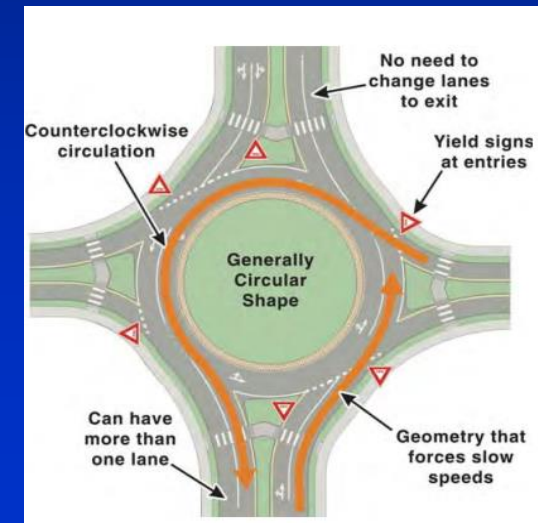 No need to
change lanes
to exit
Counterclockwise
circulation
Yield signs
at entries
Generally
Circular
Shape
Can have
more than
one lane
Geometry that
forces slow
speeds